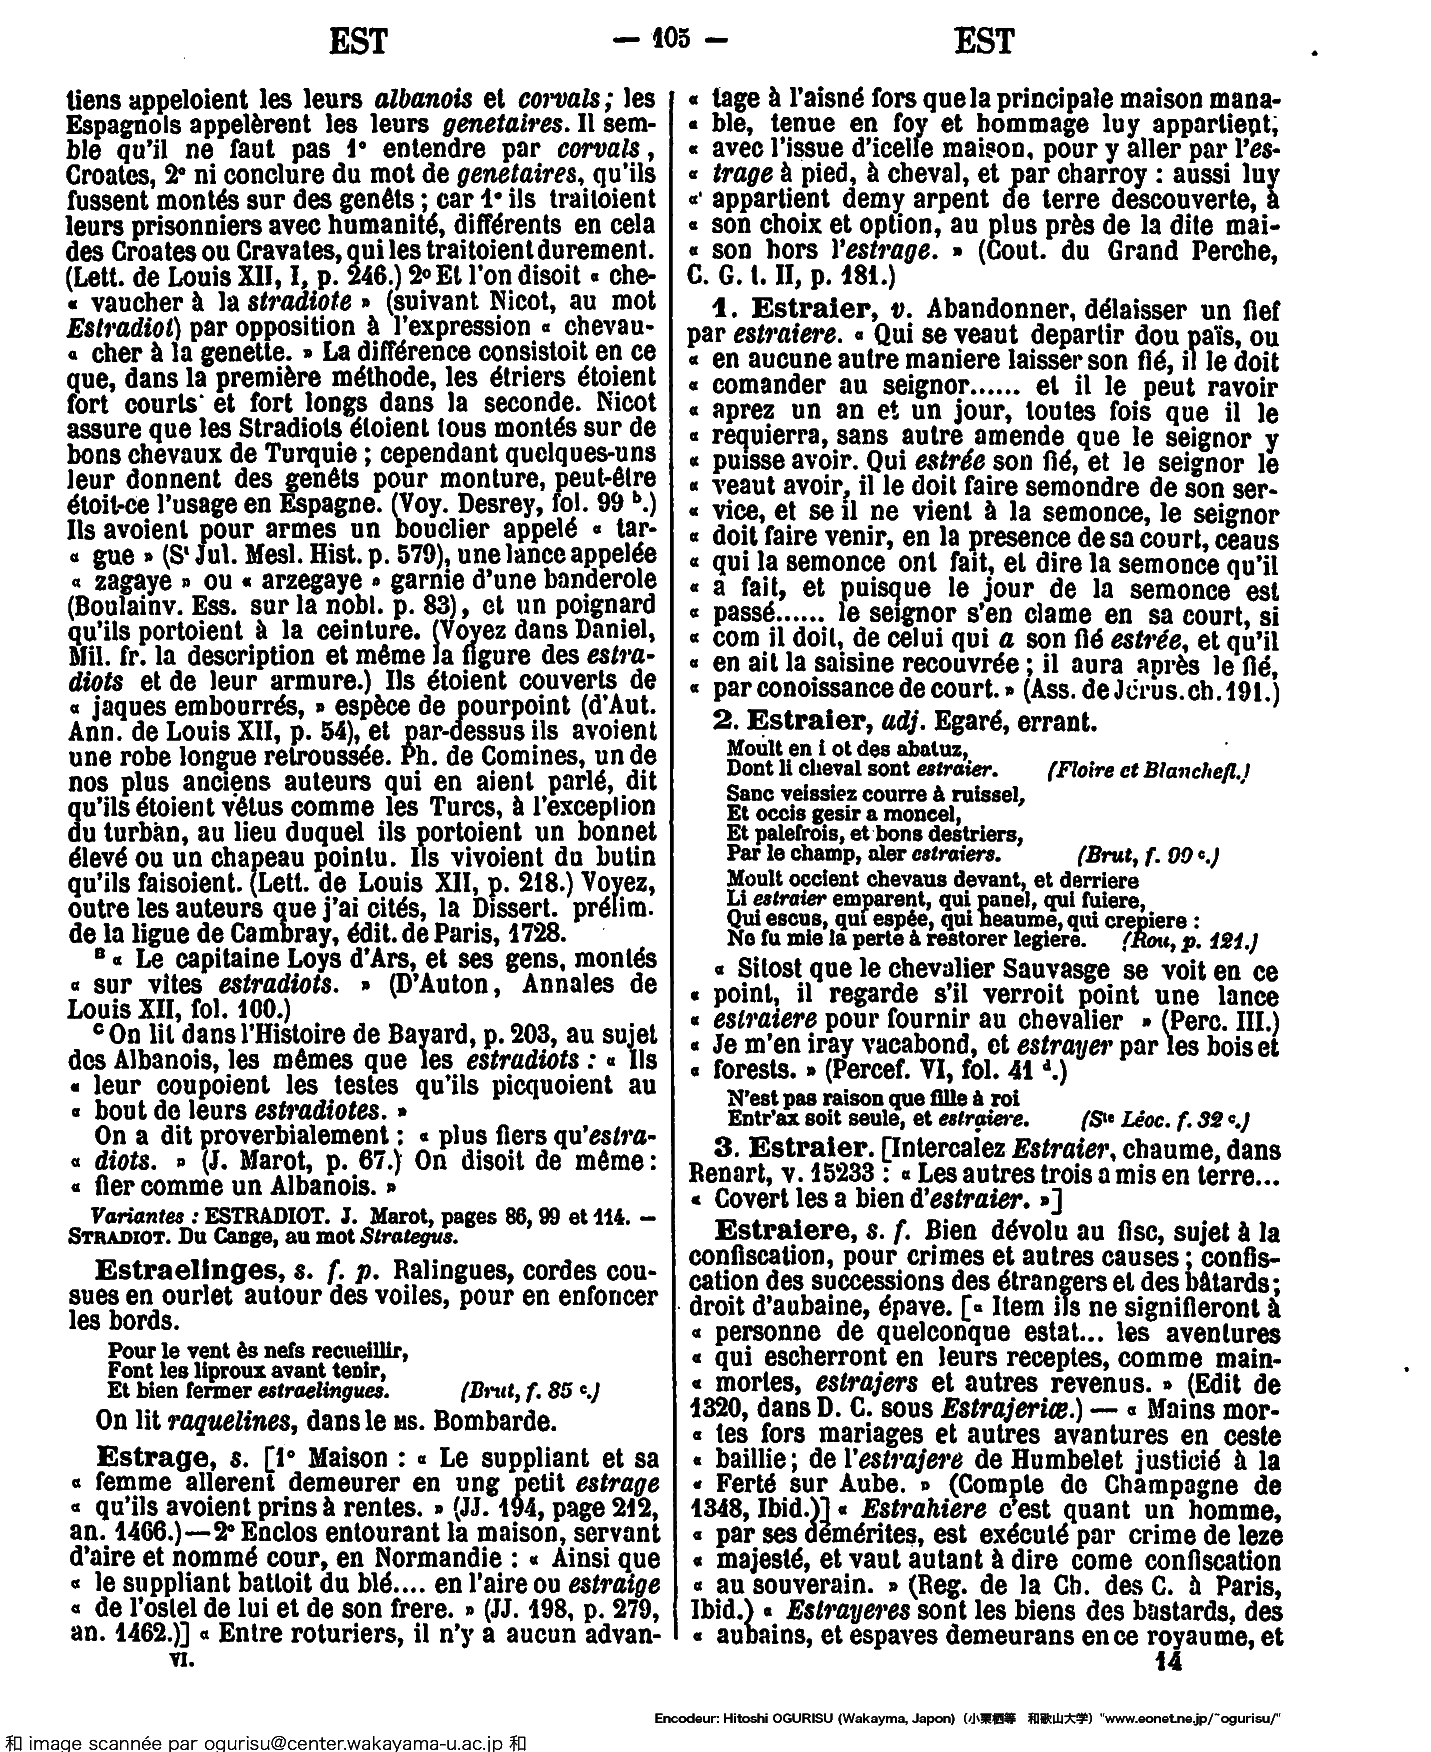 EST — 105 — EST
tiens appeloient les leurs albanois et corvals; les
Espagnols appelèrent les leurs genetaires. Il sem-
ble qu'il ne faut pas 1° entendre par corvals,
Croates, 2° ni conclure du mot de genetaires, qu'ils
fussent montés sur des genêts; car 1° ils traitoient
leurs prisonniers avec humanité, différents en cela
des Croates ou Cravates, qui les traitoient durement.
(Lett. de Louis XII, I, p. 246.) 2° Et l'on disoit « che-
« vaucher à la stradiote » (suivant Nicot, au mot
Estradiot) par opposition à l'expression « chevau-
« cher à la genette. » La différence consistoit en ce
que, dans la première méthode, les étriers étoient
fort courts et fort longs dans la seconde. Nicot
assure que les Stradiots étoient tous montés sur de
bons chevaux de Turquie; cependant quelques-uns
leur donnent des genêts pour monture, peut-être
étoit-ce l'usage en Espagne. (Voy. Desrey, fol. 99 b.)
Ils avoient pour armes un bouclier appelé « tar-
« gue » (St Jul. Mesl. Hist. p. 579), une lance appelée
« zagaye » ou « arzegaye » garnie d'une banderole
(Boulainv. Ess. sur la nobl. p. 83), et un poignard
qu'ils portoient à la ceinture. (Voyez dans Daniel,
Mil. fr. la description et même la figure des estra-
diots et de leur armure.) Ils étoient couverts de
« jaques embourrés, » espèce de pourpoint (d'Aut.
Ann. de Louis XII, p. 54), et par-dessus ils avoient
une robe longue retroussée. Ph. de Comines, un de
nos plus anciens auteurs qui en aient parlé, dit
qu'ils étoient vêtus comme les Turcs, à l'exception
du turban, au lieu duquel ils portoient un bonnet
élevé ou un chapeau pointu. Ils vivoient du butin
qu'ils faisoient. (Lett. de Louis XII, p. 218.) Voyez,
outre les auteurs que j'ai cités, la Dissert. prélim.
de la ligue de Cambray, édit. de Paris, 1728.
B « Le capitaine Loys d'Ars, et ses gens, montés
« sur vites estradiots. » (D'Auton, Annales de
Louis XII, fol. 100.)
C On lit dans l'Histoire de Bayard, p. 203, au sujet
des Albanois, les mêmes que les estradiots : « Ils
« leur coupoient les testes qu'ils picquoient au
« bout de leurs estradiotes. »
On a dit proverbialement : « plus fiers qu'estra-
« diots. » (J. Marot, p. 67.) On disoit de même :
« fier comme un Albanois. »
Variantes : ESTRADIOT. J. Marot, pages 86, 99 et 114. —
STRADIOT. Du Cange, au mot Strategus.
Estraelinges, s. f. p. Ralingues, cordes cou-
sues en ourlet autour des voiles, pour en enfoncer
les bords.
Pour le vent ès nefs recueillir,
Font les liproux avant tenir,
Et bien fermer estraelingues. (Brut, f. 85 c.)
On lit raquelines, dans le MS. Bombarde.
Estrage, s. [1° Maison : « Le suppliant et sa
« femme allerent demeurer en ung petit estrage
« qu'ils avoient prins à rentes. » (JJ. 194, page 212,
an. 1466.) — 2° Enclos entourant la maison, servant
d'aire et nommé cour, en Normandie : « Ainsi que
« le suppliant battoit du blé.... en l'aire ou estraige
« de l'ostel de lui et de son frere. » (JJ. 198, p. 279,
an. 1462.)] « Entre roturiers, il n'y a aucun advan-
VI.
« tage à l'aisné fors que la principale maison mana-
« ble, tenue en foy et hommage luy appartient;
« avec l'issue d'icelle maison, pour y aller par l'es-
« trage à pied, à cheval, et par charroy : aussi luy
« appartient demy arpent de terre descouverte, à
« son choix et option, au plus près de la dite mai-
« son hors l'estrage. » (Cout. du Grand Perche,
C. G. t. II, p. 181.)
1. Estraier, v. Abandonner, délaisser un fief
par estraiere. « Qui se veaut departir dou païs, ou
« en aucune autre maniere laisser son fié, il le doit
« comander au seignor...... et il le peut ravoir
« aprez un an et un jour, toutes fois que il le
« requierra, sans autre amende que le seignor y
« puisse avoir. Qui estrée son fié, et le seignor le
« veaut avoir, il le doit faire semondre de son ser-
« vice, et se il ne vient à la semonce, le seignor
« doit faire venir, en la presence de sa court, ceaus
« qui la semonce ont fait, et dire la semonce qu'il
« a fait, et puisque le jour de la semonce est
« passé...... le seignor s'en clame en sa court, si
« com il doit, de celui qui a son fié estrée, et qu'il
« en ait la saisine recouvrée; il aura après le fié,
« par conoissance de court. » (Ass. de Jérus. ch. 191.)
2. Estraier, adj. Egaré, errant.
Moult en i ot des abatuz,
Dont li cheval sont estraier. (Floire et Blanchefl.)
Sanc veissiez courre à ruissel,
Et occis gesir a moncel,
Et palefrois, et bons destriers,
Par le champ, aler estraiers. (Brut, f. 99 c.)
Moult occient chevaus devant, et derriere
Li estraier emparent, qui panel, qui fuiere,
Qui escus, qui espée, qui heaume, qui crepiere :
Ne fu mie la perte à restorer legiere. (Rou, p. 121.)
« Sitost que le chevalier Sauvasge se voit en ce
« point, il regarde s'il verroit point une lance
« estraiere pour fournir au chevalier » (Perc. III.)
« Je m'en iray vacabond, et estrayer par les bois et
« forests. » (Percef. VI, fol. 41 d.)
N'est pas raison que fille à roi
Entr'ax soit seule, et estraiere. (Ste Léoc. f. 32 c.)
3. Estraier. [Intercalez Estraier, chaume, dans
Renart, v. 15233 : « Les autres trois a mis en terre...
« Covert les a bien d'estraier. »]
Estraiere, s. f. Bien dévolu au fisc, sujet à la
confiscation, pour crimes et autres causes; confis-
cation des successions des étrangers et des bâtards;
droit d'aubaine, épave. [« Item ils ne signifieront à
« personne de quelconque estat... les aventures
« qui escherront en leurs receptes, comme main-
« mortes, estrajers et autres revenus. » (Edit de
1320, dans D. C. sous Estrajeriæ.) — « Mains mor-
« tes fors mariages et autres avantures en ceste
« baillie; de l'estrajere de Humbelet justicié à la
« Ferté sur Aube. » (Compte de Champagne de
1348, Ibid.)] « Estrahiere c'est quant un homme,
« par ses démérites, est exécuté par crime de leze
« majesté, et vaut autant à dire come confiscation
« au souverain. » (Reg. de la Ch. des C. à Paris,
Ibid.) « Estrayeres sont les biens des bastards, des
« aubains, et espaves demeurans en ce royaume, et
14
Encodeur: Hitoshi OGURISU (Wakayma, Japon) (小栗栖等 和歌山大学) "www.eonet.ne.jp/~ogurisu/"
和 image scannée par ogurisu@center.wakayama-u.ac.jp 和